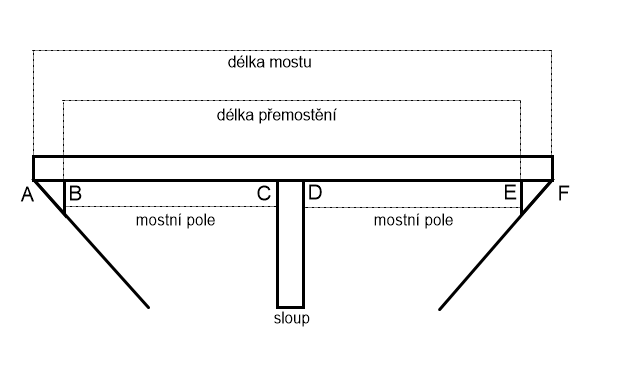 délka mostu
délka přemostění
A B C D E F
mostní pole mostní pole
sloup